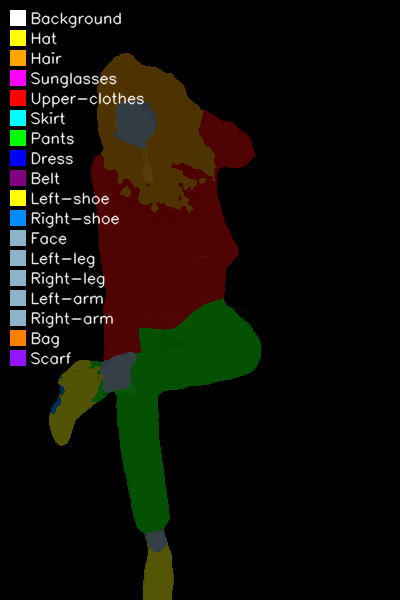 Background
Hat
Hair
Sunglasses
Upper-clothes
Skirt
Pants
Dress
Belt
Left-shoe
Right-shoe
Face
Left-leg
Right-leg
Left-arm
Right-arm
Bag
Scarf